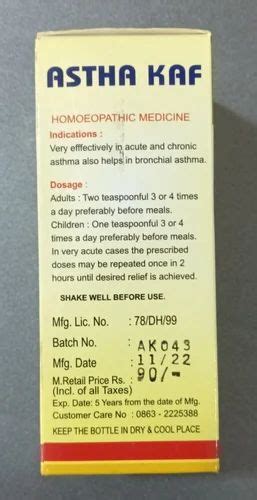 ASTHA KAF
HOMOEOPATHIC MEDICINE
Indications :
Very efffectively in acute and chronic
asthma also helps in bronchial asthma.
Dosage :
Adults : Two teaspoonful 3 or 4 times
a day preferably before meals.
Children : One teaspoonful 3 or 4
times a day preferably before meals.
In very acute cases the prescribed
doses may be repeated once in 2
hours until desired relief is achieved.
SHAKE WELL BEFORE USE.
Mfg. Lic. No. : 78/DH/99
Batch No. : AK043
Mfg. Date : 11/22
M.Retail Price Rs. : 90/-
(Incl. of all Taxes)
Exp. Date: 5 Years from the date of Mfg.
Customer Care No : 0863-2225388
KEEP THE BOTTLE IN DRY & COOL PLACE